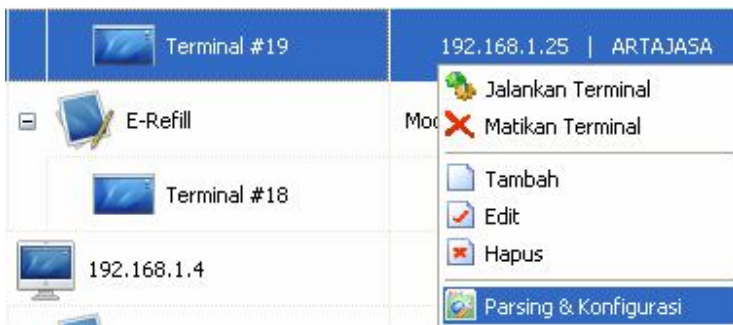 Terminal #19
192.168.1.25 | ARTAJASA
Jalankan Terminal
E-Refill
Matikan Terminal
Tambah
Terminal #18
Edit
Hapus
192.168.1.4
Parsing & Konfigurasi